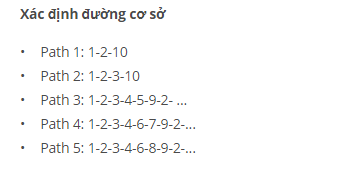 Xác định đường cơ sở
• Path 1: 1-2-10
• Path 2: 1-2-3-10
• Path 3: 1-2-3-4-5-9-2- ...
• Path 4: 1-2-3-4-6-7-9-2-...
• Path 5: 1-2-3-4-6-8-9-2-...